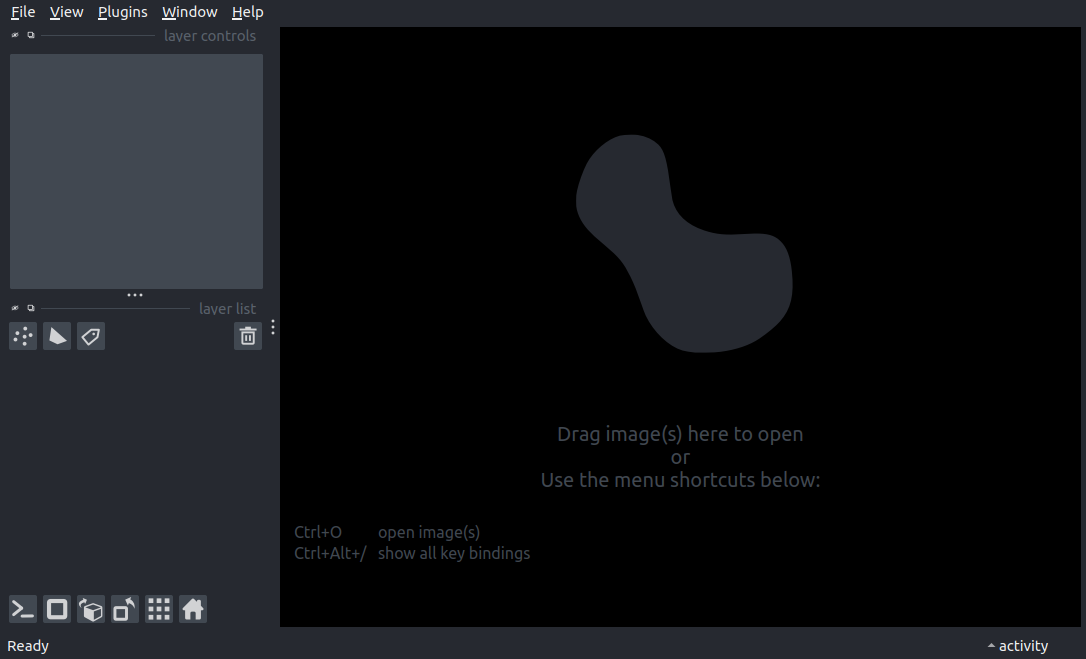 File View Plugins Window Help
layer controls
layer list
Drag image(s) here to open
or
Use the menu shortcuts below:
Ctrl+O open image(s)
Ctrl+Alt+/ show all key bindings
Ready
activity